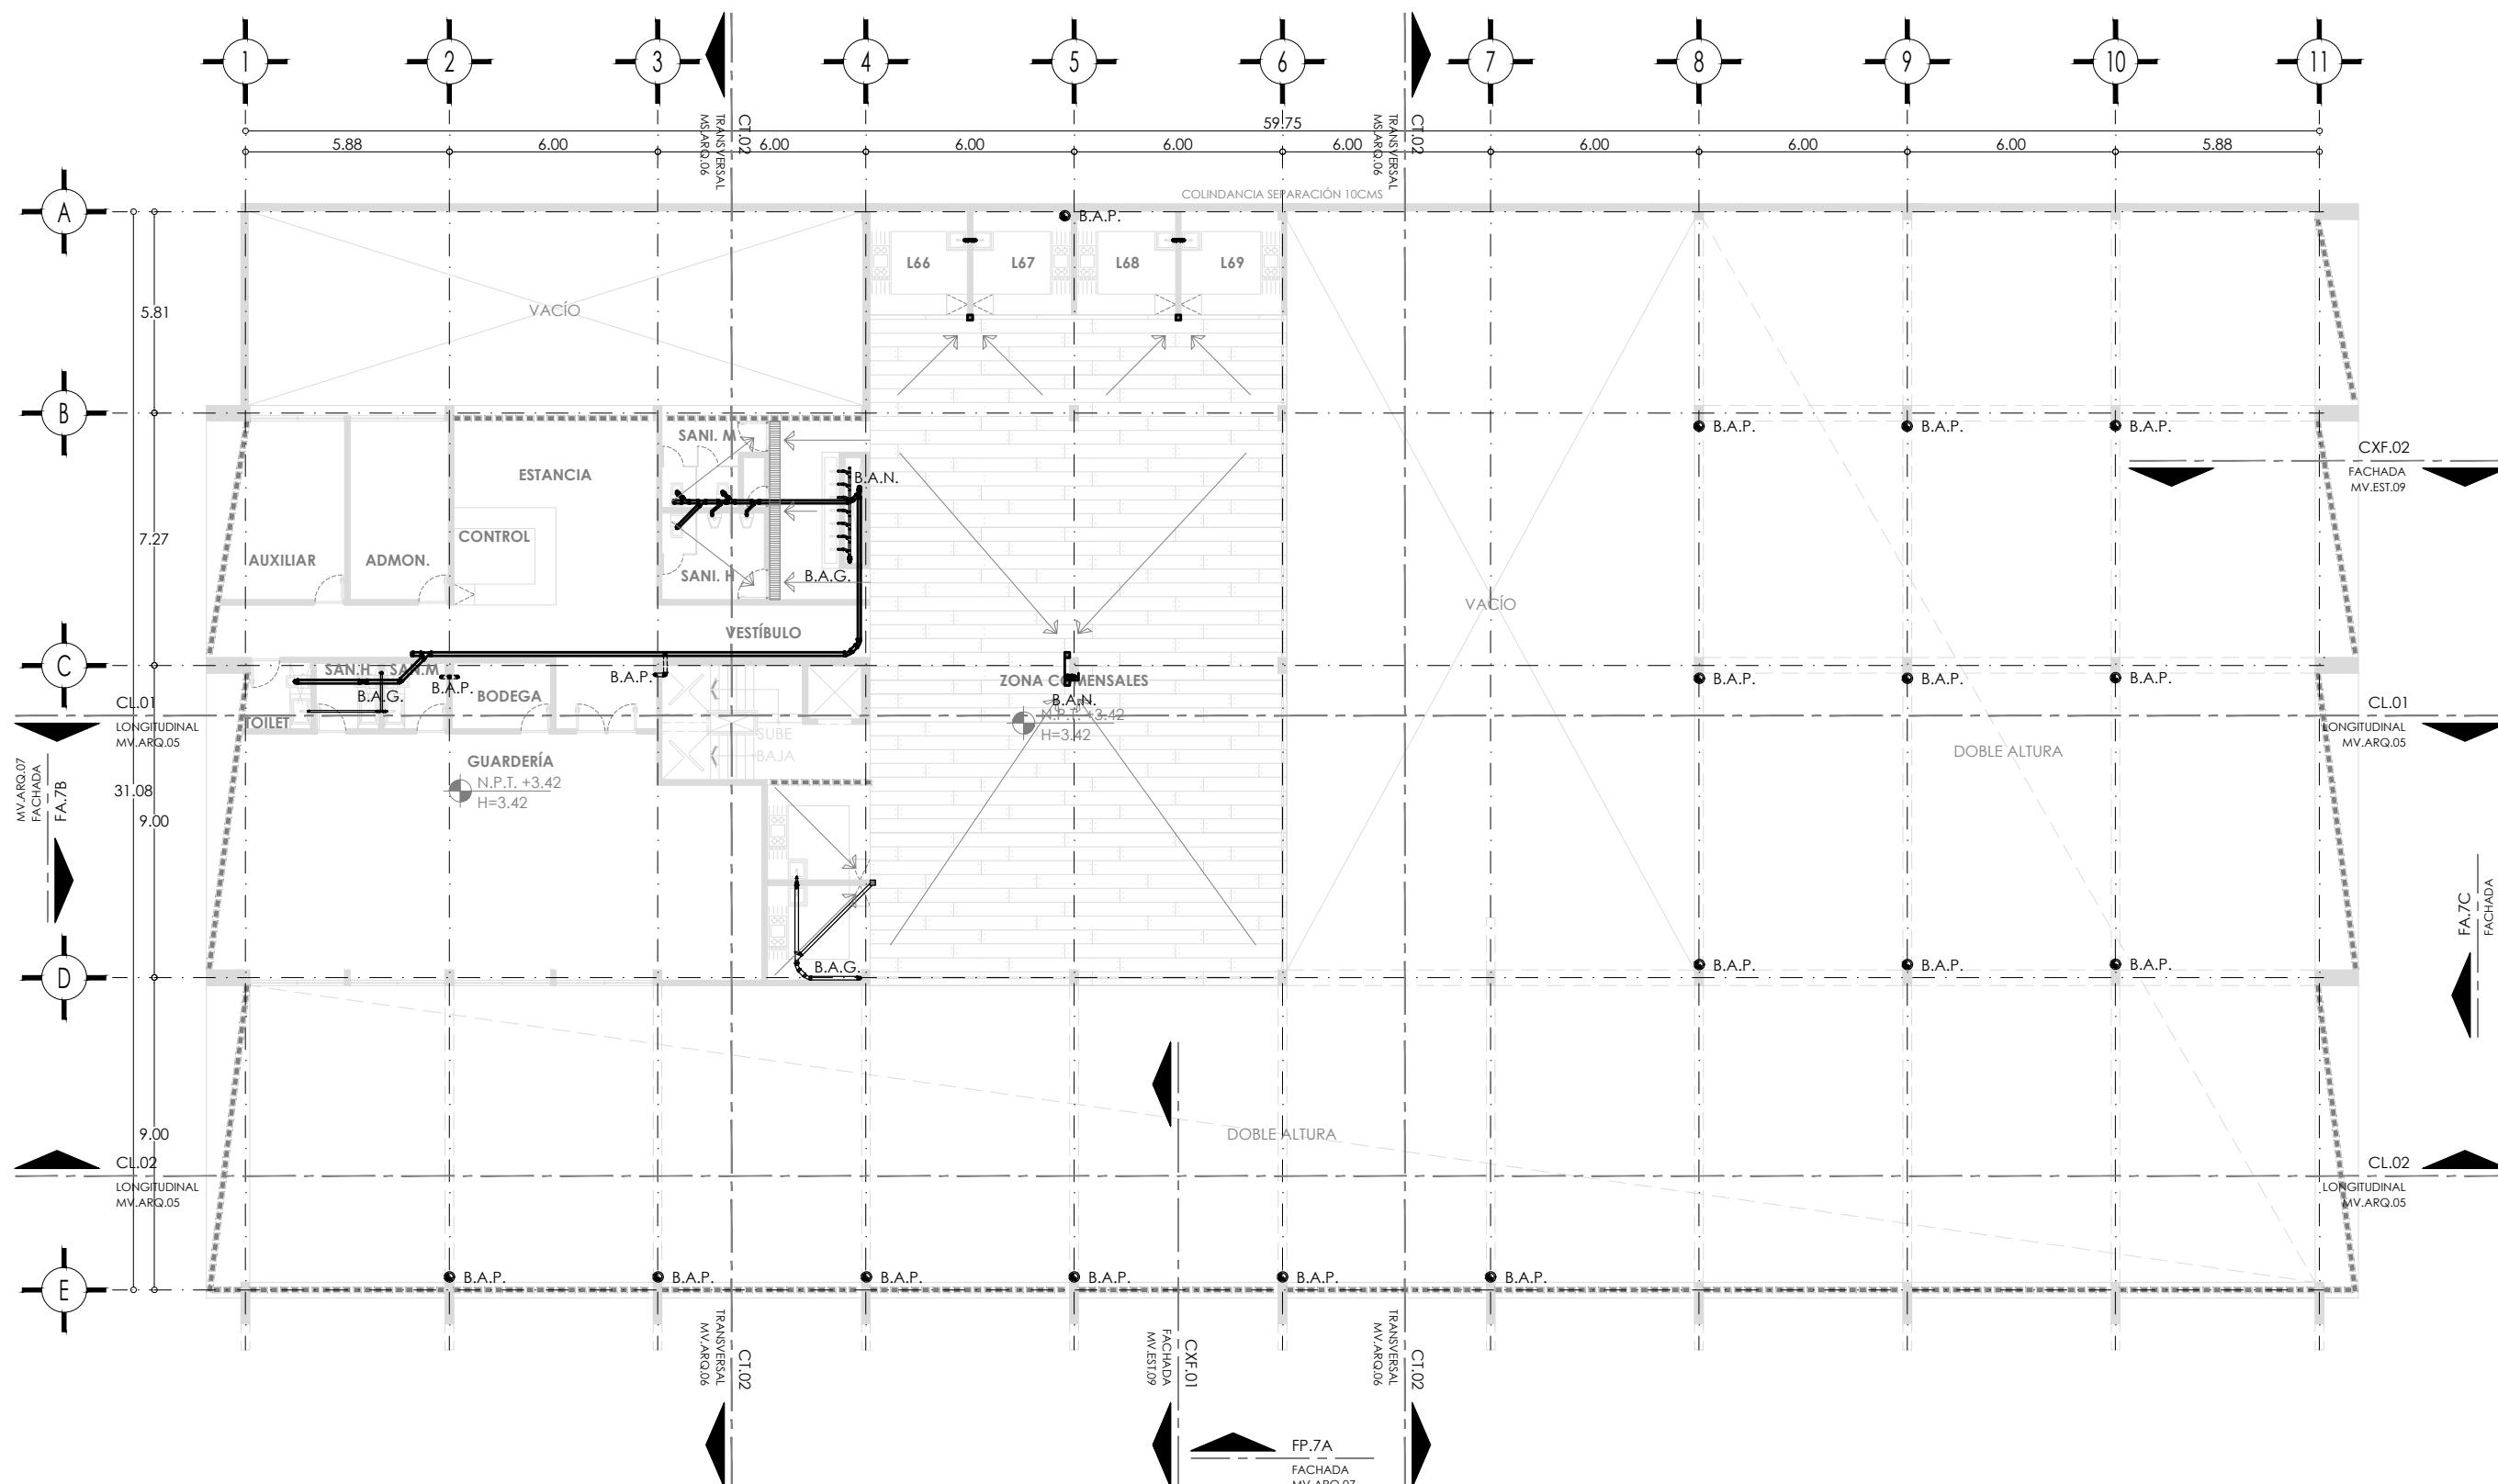 1
2
3
4
5
6
7
8
9
10
11
CT.02
TRANSVERSAL
MS.ARQ.06
CT.02
TRANSVERSAL
MS.ARQ.06
59.75
5.88
6.00
6.00
6.00
6.00
6.00
6.00
6.00
6.00
5.88
COLINDANCIA SEPARACIÓN 10CMS
A
B.A.P.
L66
L67
L68
L69
5.81
VACÍO
B
B.A.P.
B.A.P.
B.A.P.
SANI. M
CXF.02
FACHADA
MV.EST.09
ESTANCIA
B.A.N.
7.27
CONTROL
AUXILIAR
ADMON.
SANI. H
B.A.G.
VACÍO
VESTÍBULO
C
SAN.H
SAN.M
B.A.G.
B.A.P.
BODEGA
B.A.P.
ZONA COMENSALES
B.A.N.
N.P.T. +3.42
H=3.42
B.A.P.
B.A.P.
B.A.P.
CL.01
LONGITUDINAL
MV.ARQ.05
TOILET
CL.01
LONGITUDINAL
MV.ARQ.05
SUBE
BAJA
DOBLE ALTURA
GUARDERÍA
N.P.T. +3.42
H=3.42
FA.7B
FACHADA
MV.ARQ.07
31.08
9.00
FA.7C
FACHADA
D
B.A.G.
B.A.P.
B.A.P.
B.A.P.
9.00
DOBLE ALTURA
CL.02
LONGITUDINAL
MV.ARQ.05
CL.02
LONGITUDINAL
MV.ARQ.05
E
B.A.P.
B.A.P.
B.A.P.
B.A.P.
B.A.P.
B.A.P.
CT.02
TRANSVERSAL
MV.ARQ.06
CXF.01
FACHADA
MV.EST.09
CT.02
TRANSVERSAL
MV.ARQ.06
FP.7A
FACHADA
MV.ARQ.07